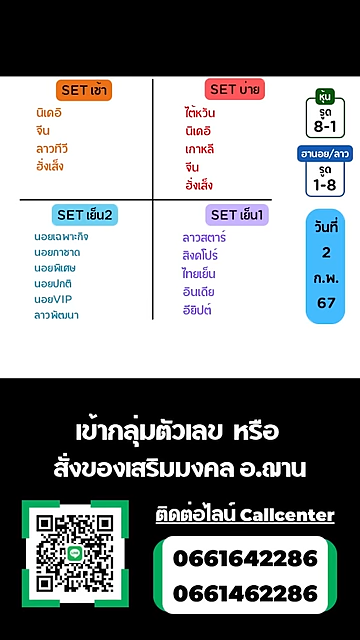 SET เช้า
นิเคอิ
จีน
ลาวทีวี
ฮั่งเส็ง
SET บ่าย
ไต้หวัน
นิเคอิ
เกาหลี
จีน
ฮั่งเส็ง
หุ้น
รูด
8-1
ฮานอย/ลาว
รูด
1-8
SET เย็น2
นอยเฉพาะกิจ
นอยกาชาด
นอยพิเศษ
นอยปกติ
นอยVIP
ลาวพัฒนา
SET เย็น1
ลาวสตาร์
สิงคโปร์
ไทยเย็น
อินเดีย
อียิปต์
วันที่
2
ก.พ.
67
เข้ากลุ่มตัวเลข หรือ
สั่งของเสริมมงคล อ.ฌาน
ติดต่อไลน์ Callcenter
0661642286
0661462286
LINE